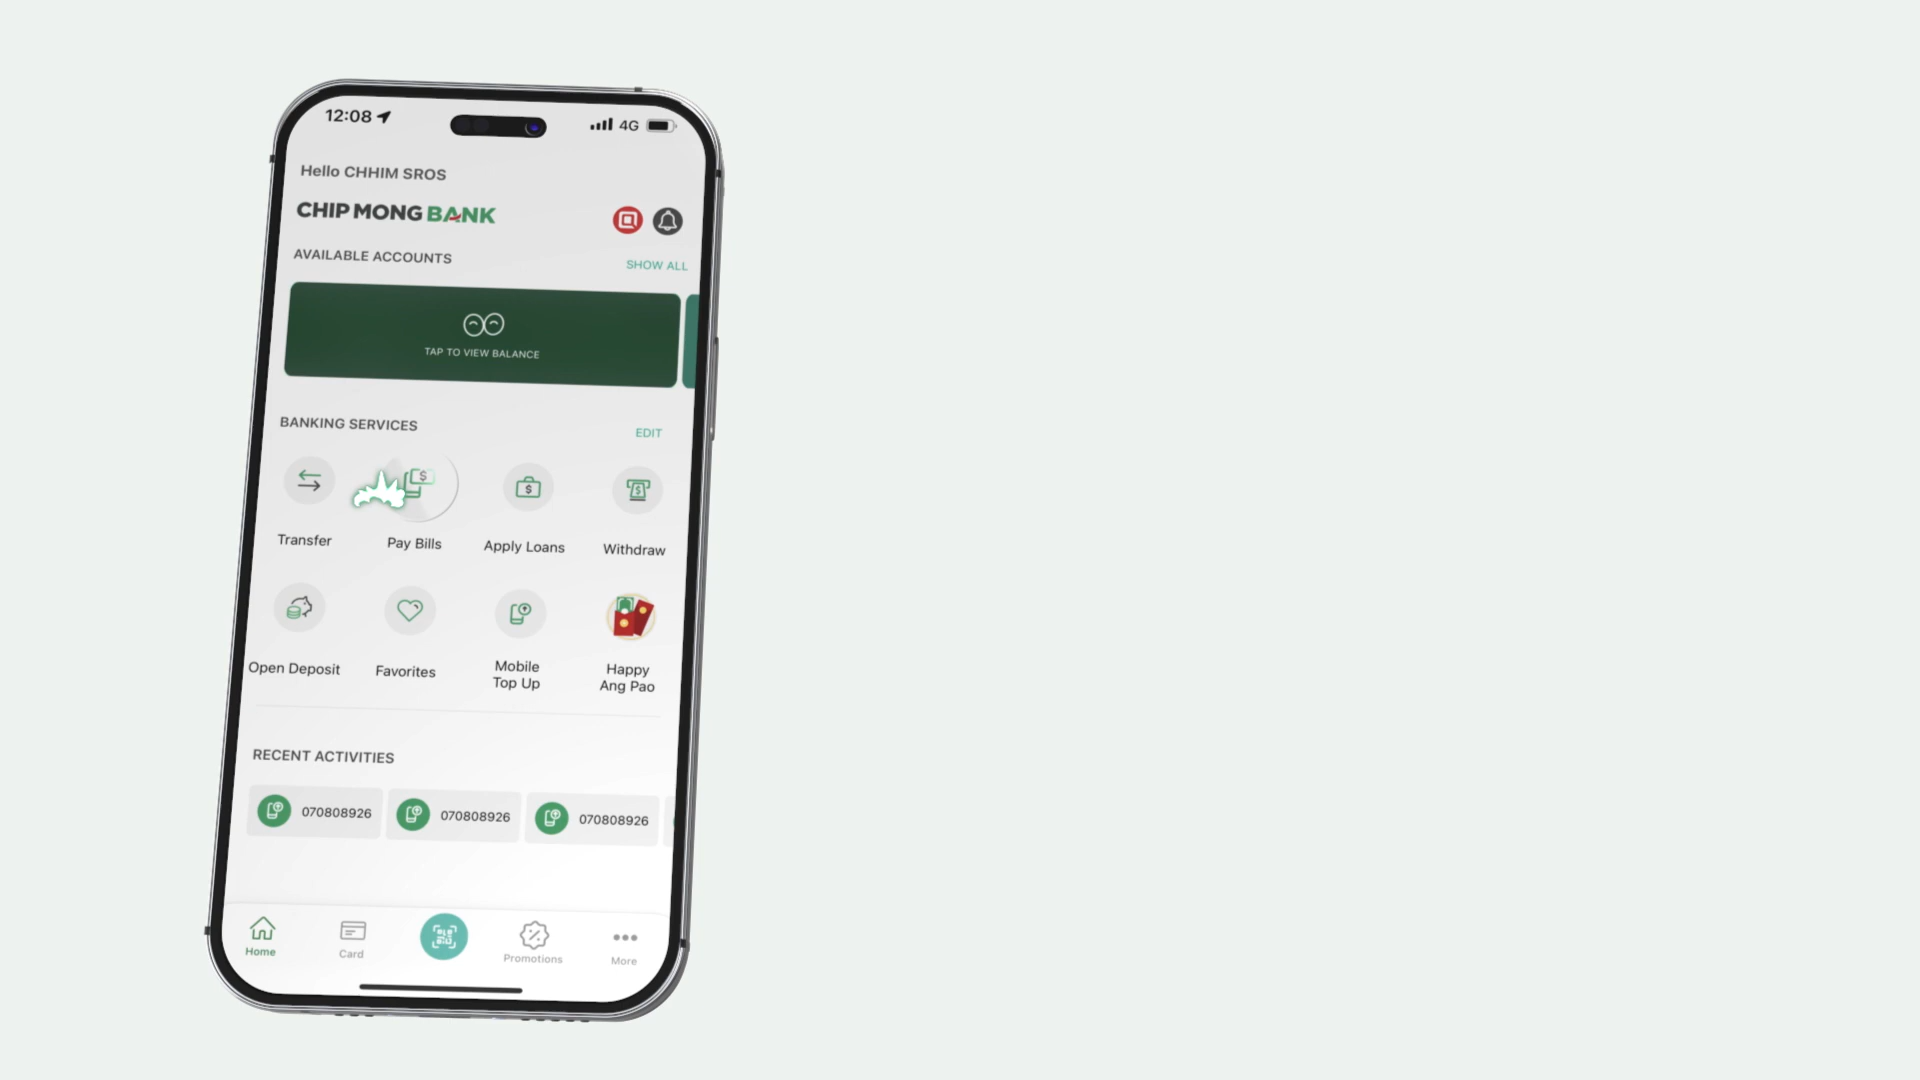 12:08
4G
Hello CHHIM SROS
CHIP MONG BANK
AVAILABLE ACCOUNTS
SHOW ALL
TAP TO VIEW BALANCE
BANKING SERVICES
EDIT
Transfer
Pay Bills
Apply Loans
Withdraw
Open Deposit
Favorites
Mobile
Top Up
Happy
Ang Pao
RECENT ACTIVITIES
070808926
070808926
070808926
Home
Card
Promotions
More